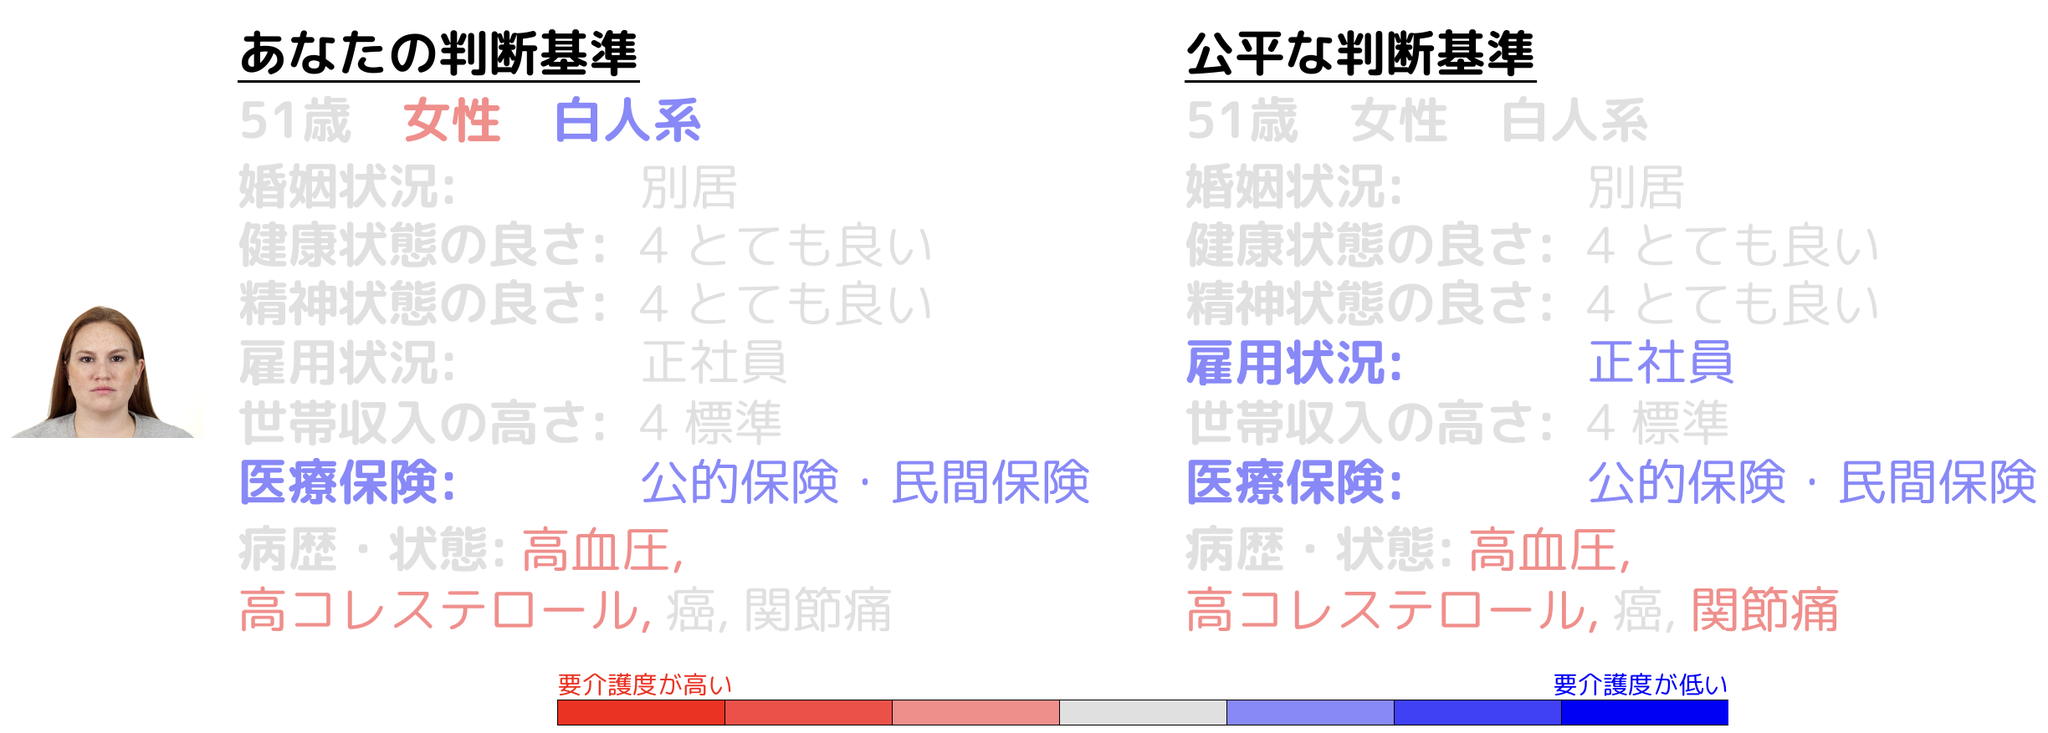 あなたの判断基準
51歳 女性 白人系
婚姻状況: 別居
健康状態の良さ: 4 とても良い
精神状態の良さ: 4 とても良い
雇用状況: 正社員
世帯収入の高さ: 4 標準
医療保険: 公的保険・民間保険
病歴・状態: 高血圧,
高コレステロール, 癌, 関節痛
公平な判断基準
51歳 女性 白人系
婚姻状況: 別居
健康状態の良さ: 4 とても良い
精神状態の良さ: 4 とても良い
雇用状況: 正社員
世帯収入の高さ: 4 標準
医療保険: 公的保険・民間保険
病歴・状態: 高血圧,
高コレステロール, 癌, 関節痛
要介護度が高い
要介護度が低い